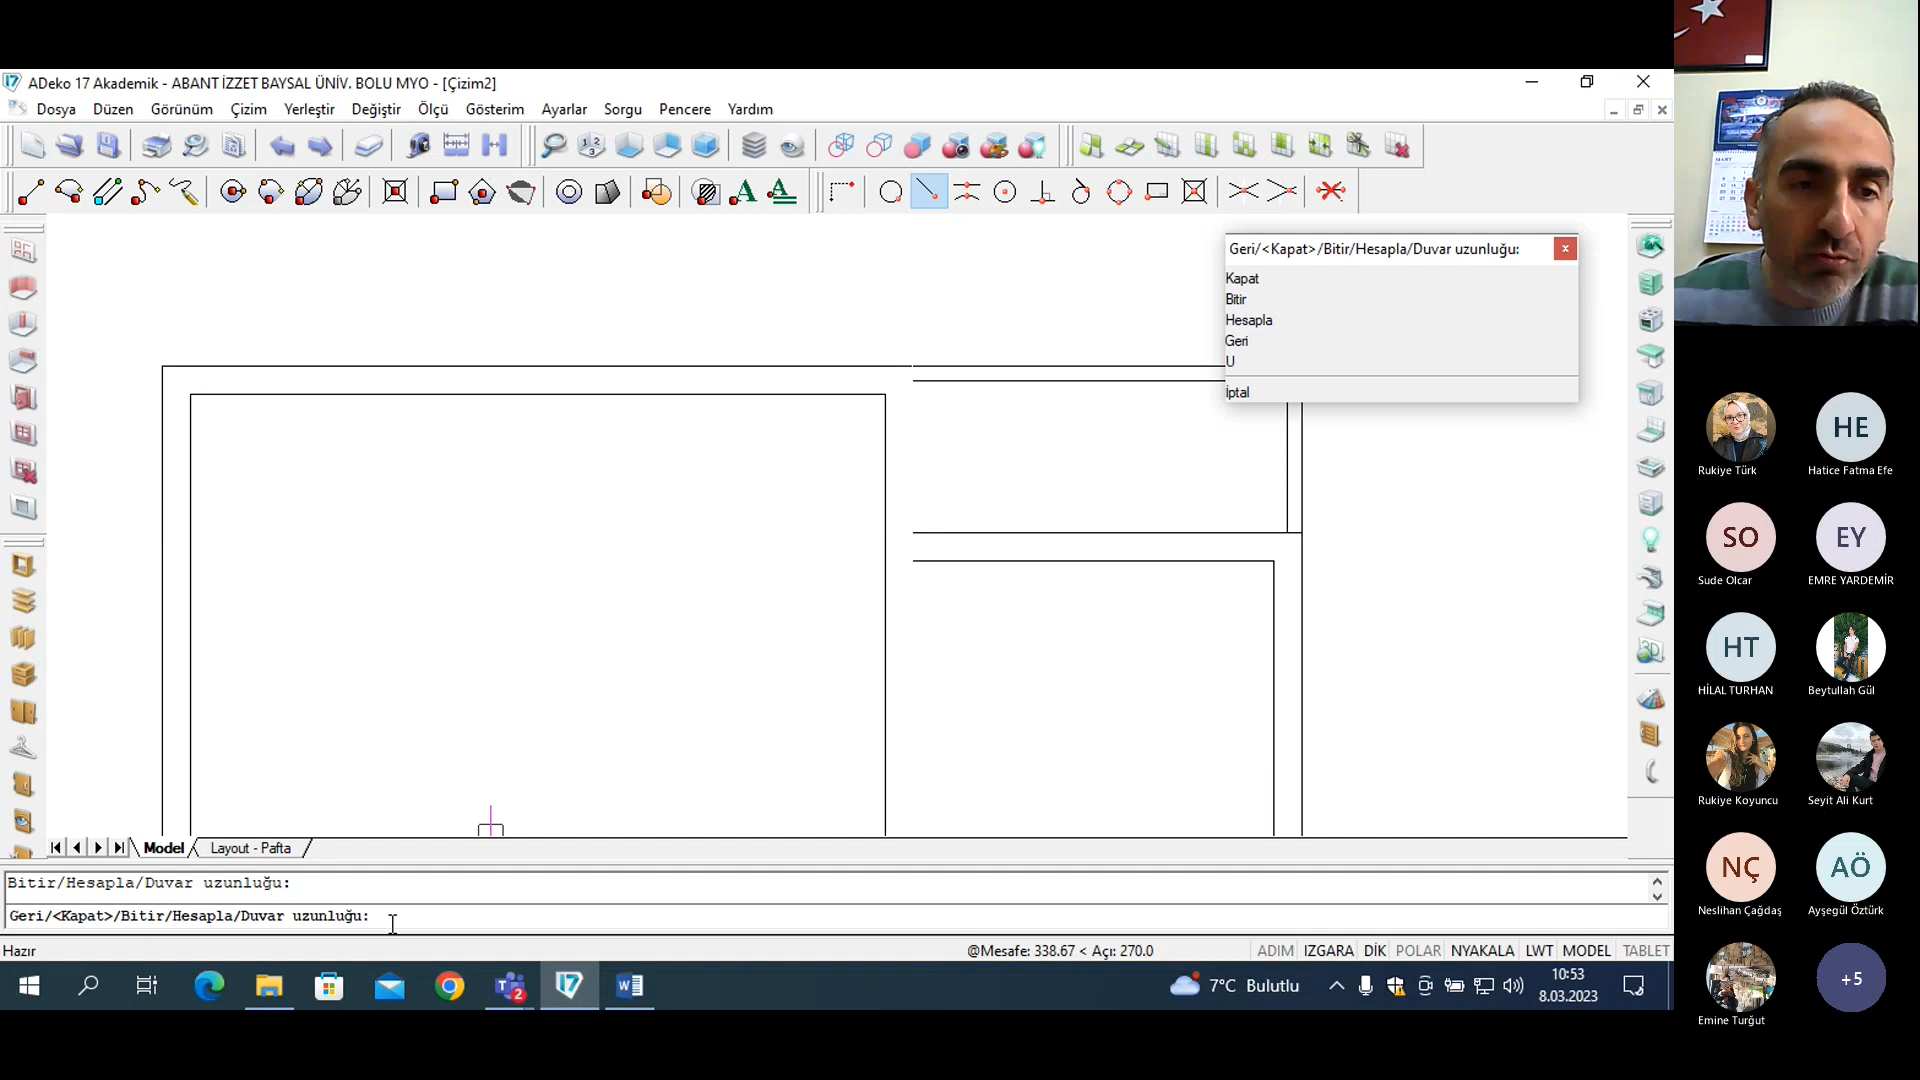 ADeko 17 Akademik - ABANT İZZET BAYSAL ÜNİV. BOLU MYO - [Çizim2]
Dosya Düzen Görünüm Çizim Yerleştir Değiştir Ölçü Gösterim Ayarlar Sorgu Pencere Yardım
Geri/<Kapat>/Bitir/Hesapla/Duvar uzunluğu:
Kapat
Bitir
Hesapla
Geri
U
İptal
Model
Layout - Pafta
Bitir/Hesapla/Duvar uzunluğu:
Geri/<Kapat>/Bitir/Hesapla/Duvar uzunluğu:
Hazır
@Mesafe: 338.67 < Açı: 270.0
ADIM IZGARA DİK POLAR NYAKALA LWT MODEL TABLET
7°C Bulutlu
10:53
8.03.2023
Rukiye Türk
HE
Hatice Fatma Efe
SO
Sude Olcar
EY
EMRE YARDEMİR
HT
HİLAL TURHAN
Beytullah Gül
Rukiye Koyuncu
Seyit Ali Kurt
NÇ
Neslihan Çağdaş
AÖ
Ayşegül Öztürk
Emine Turğut
+5